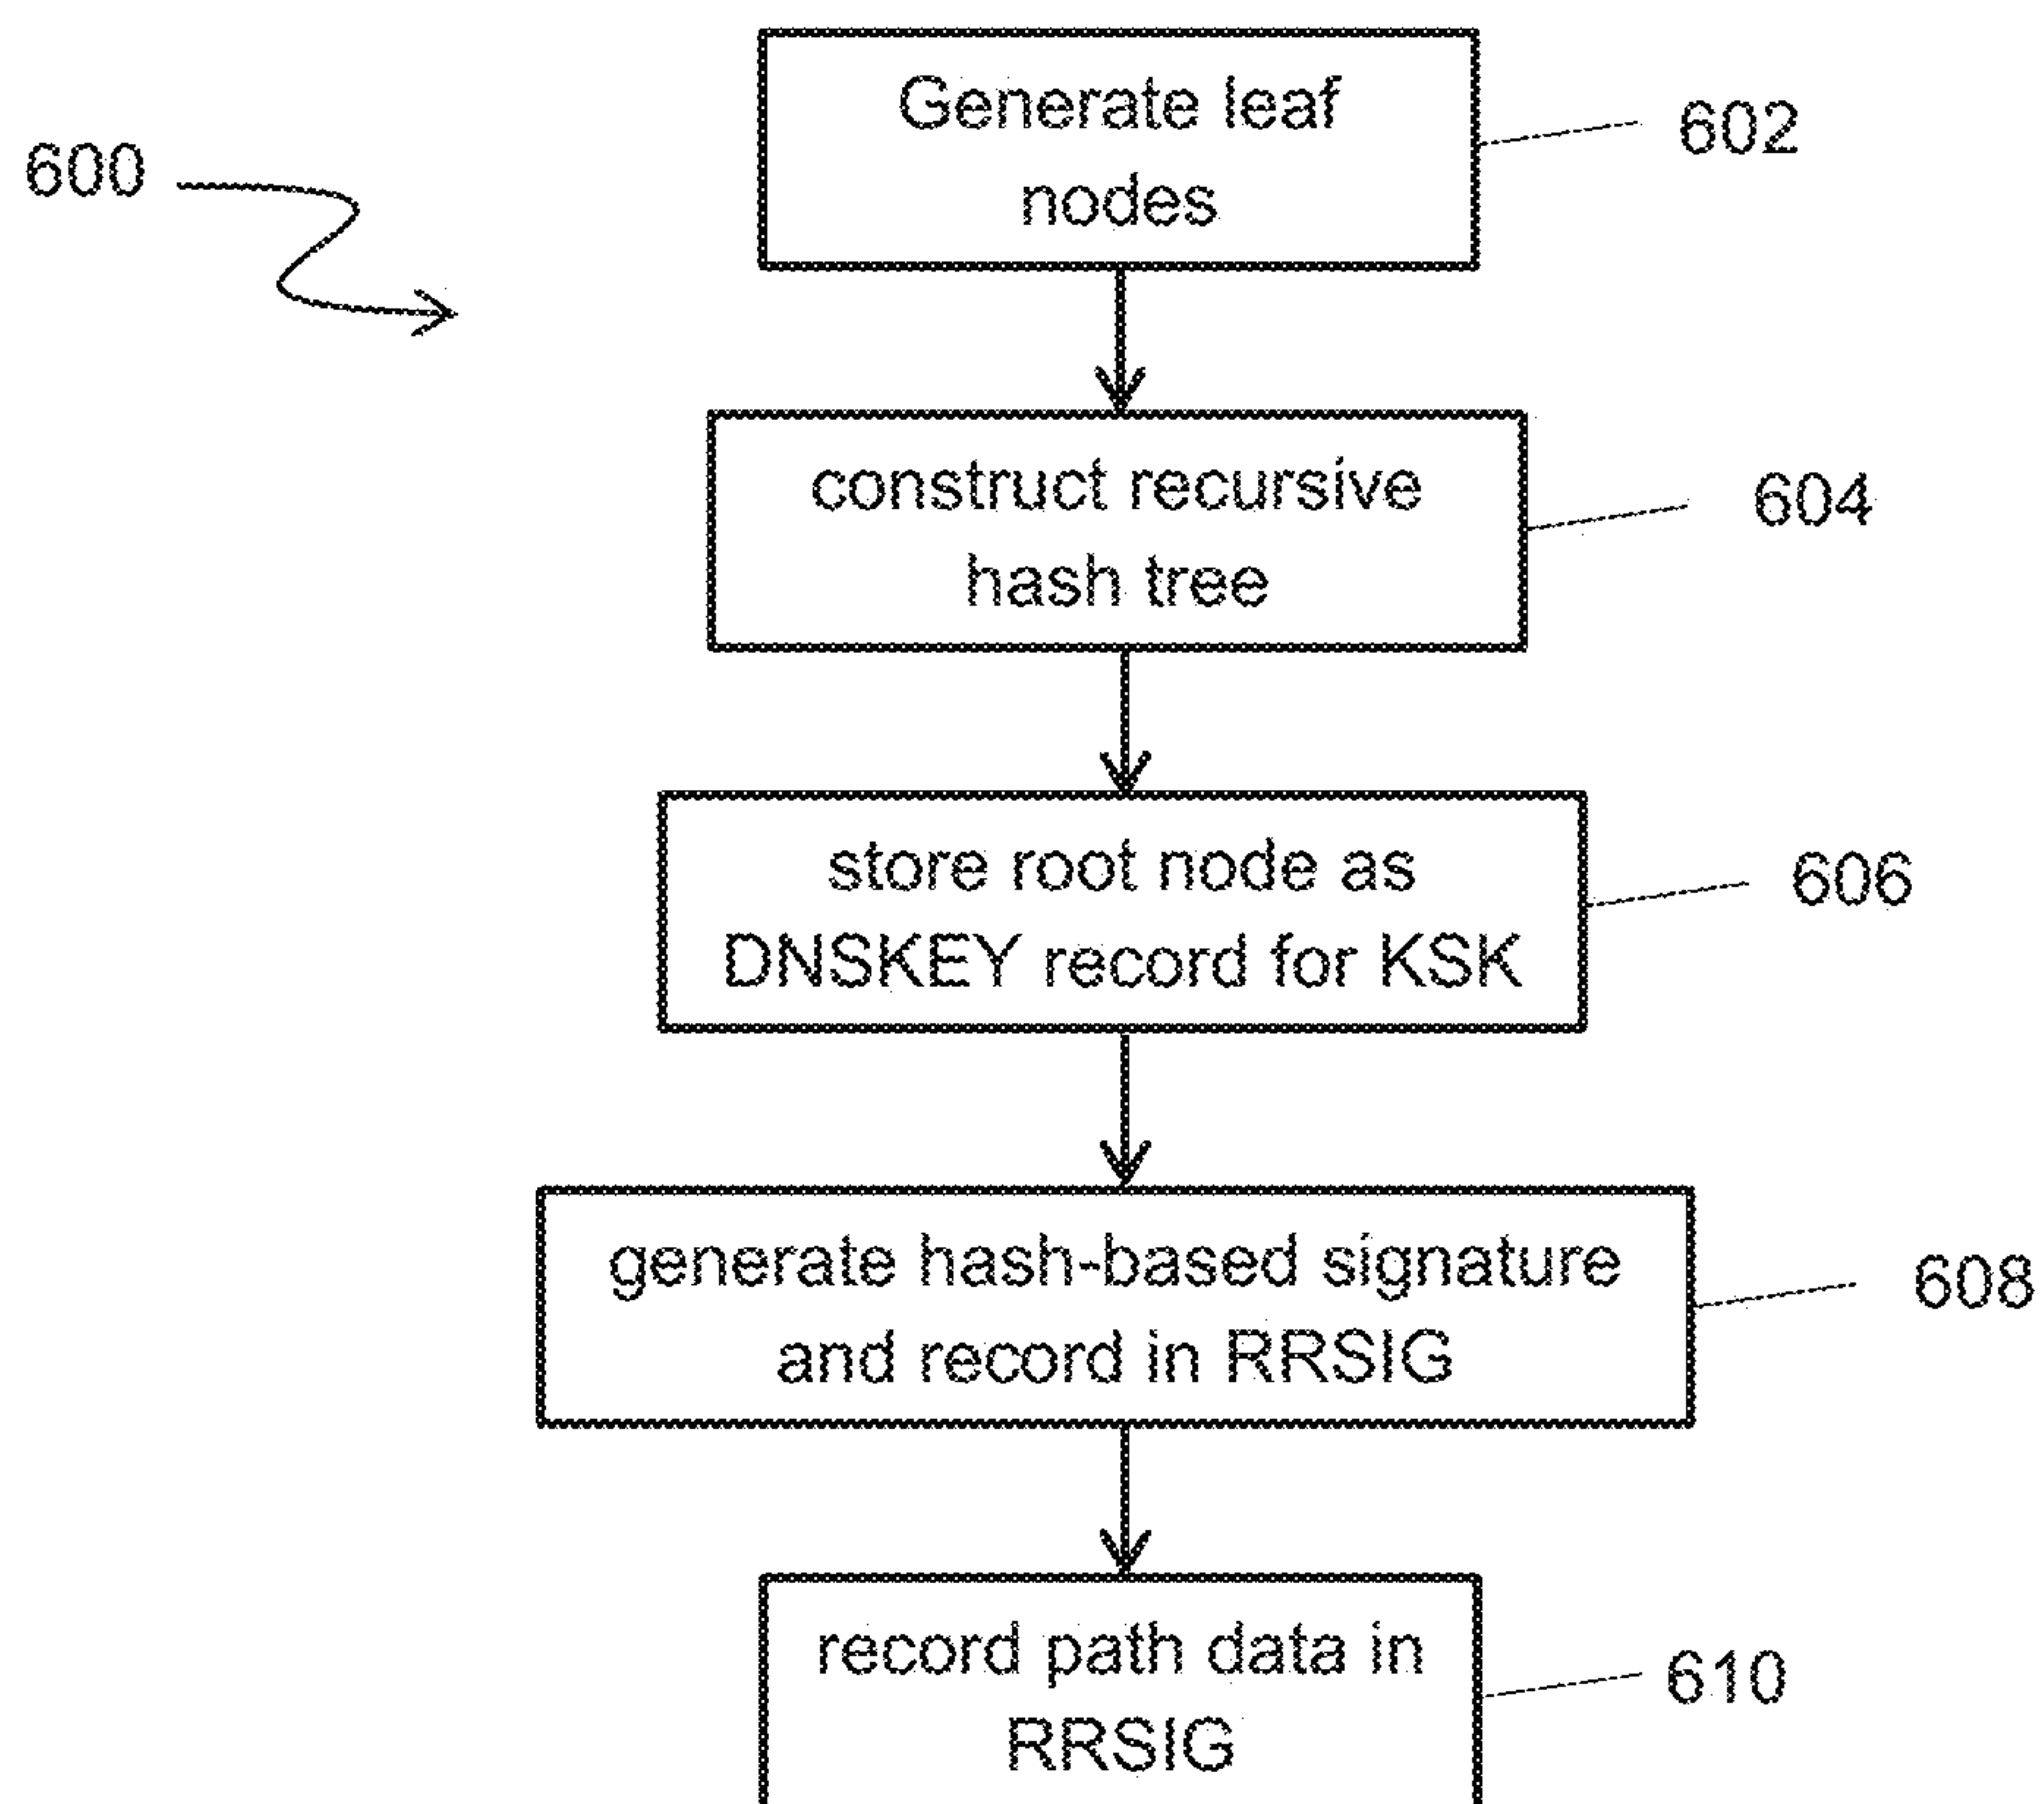 Generate leaf
nodes
602
600
construct recursive
hash tree
604
store root node as
DNSKEY record for KSK
606
generate hash-based signature
and record in RRSIG
608
record path data in
RRSIG
610